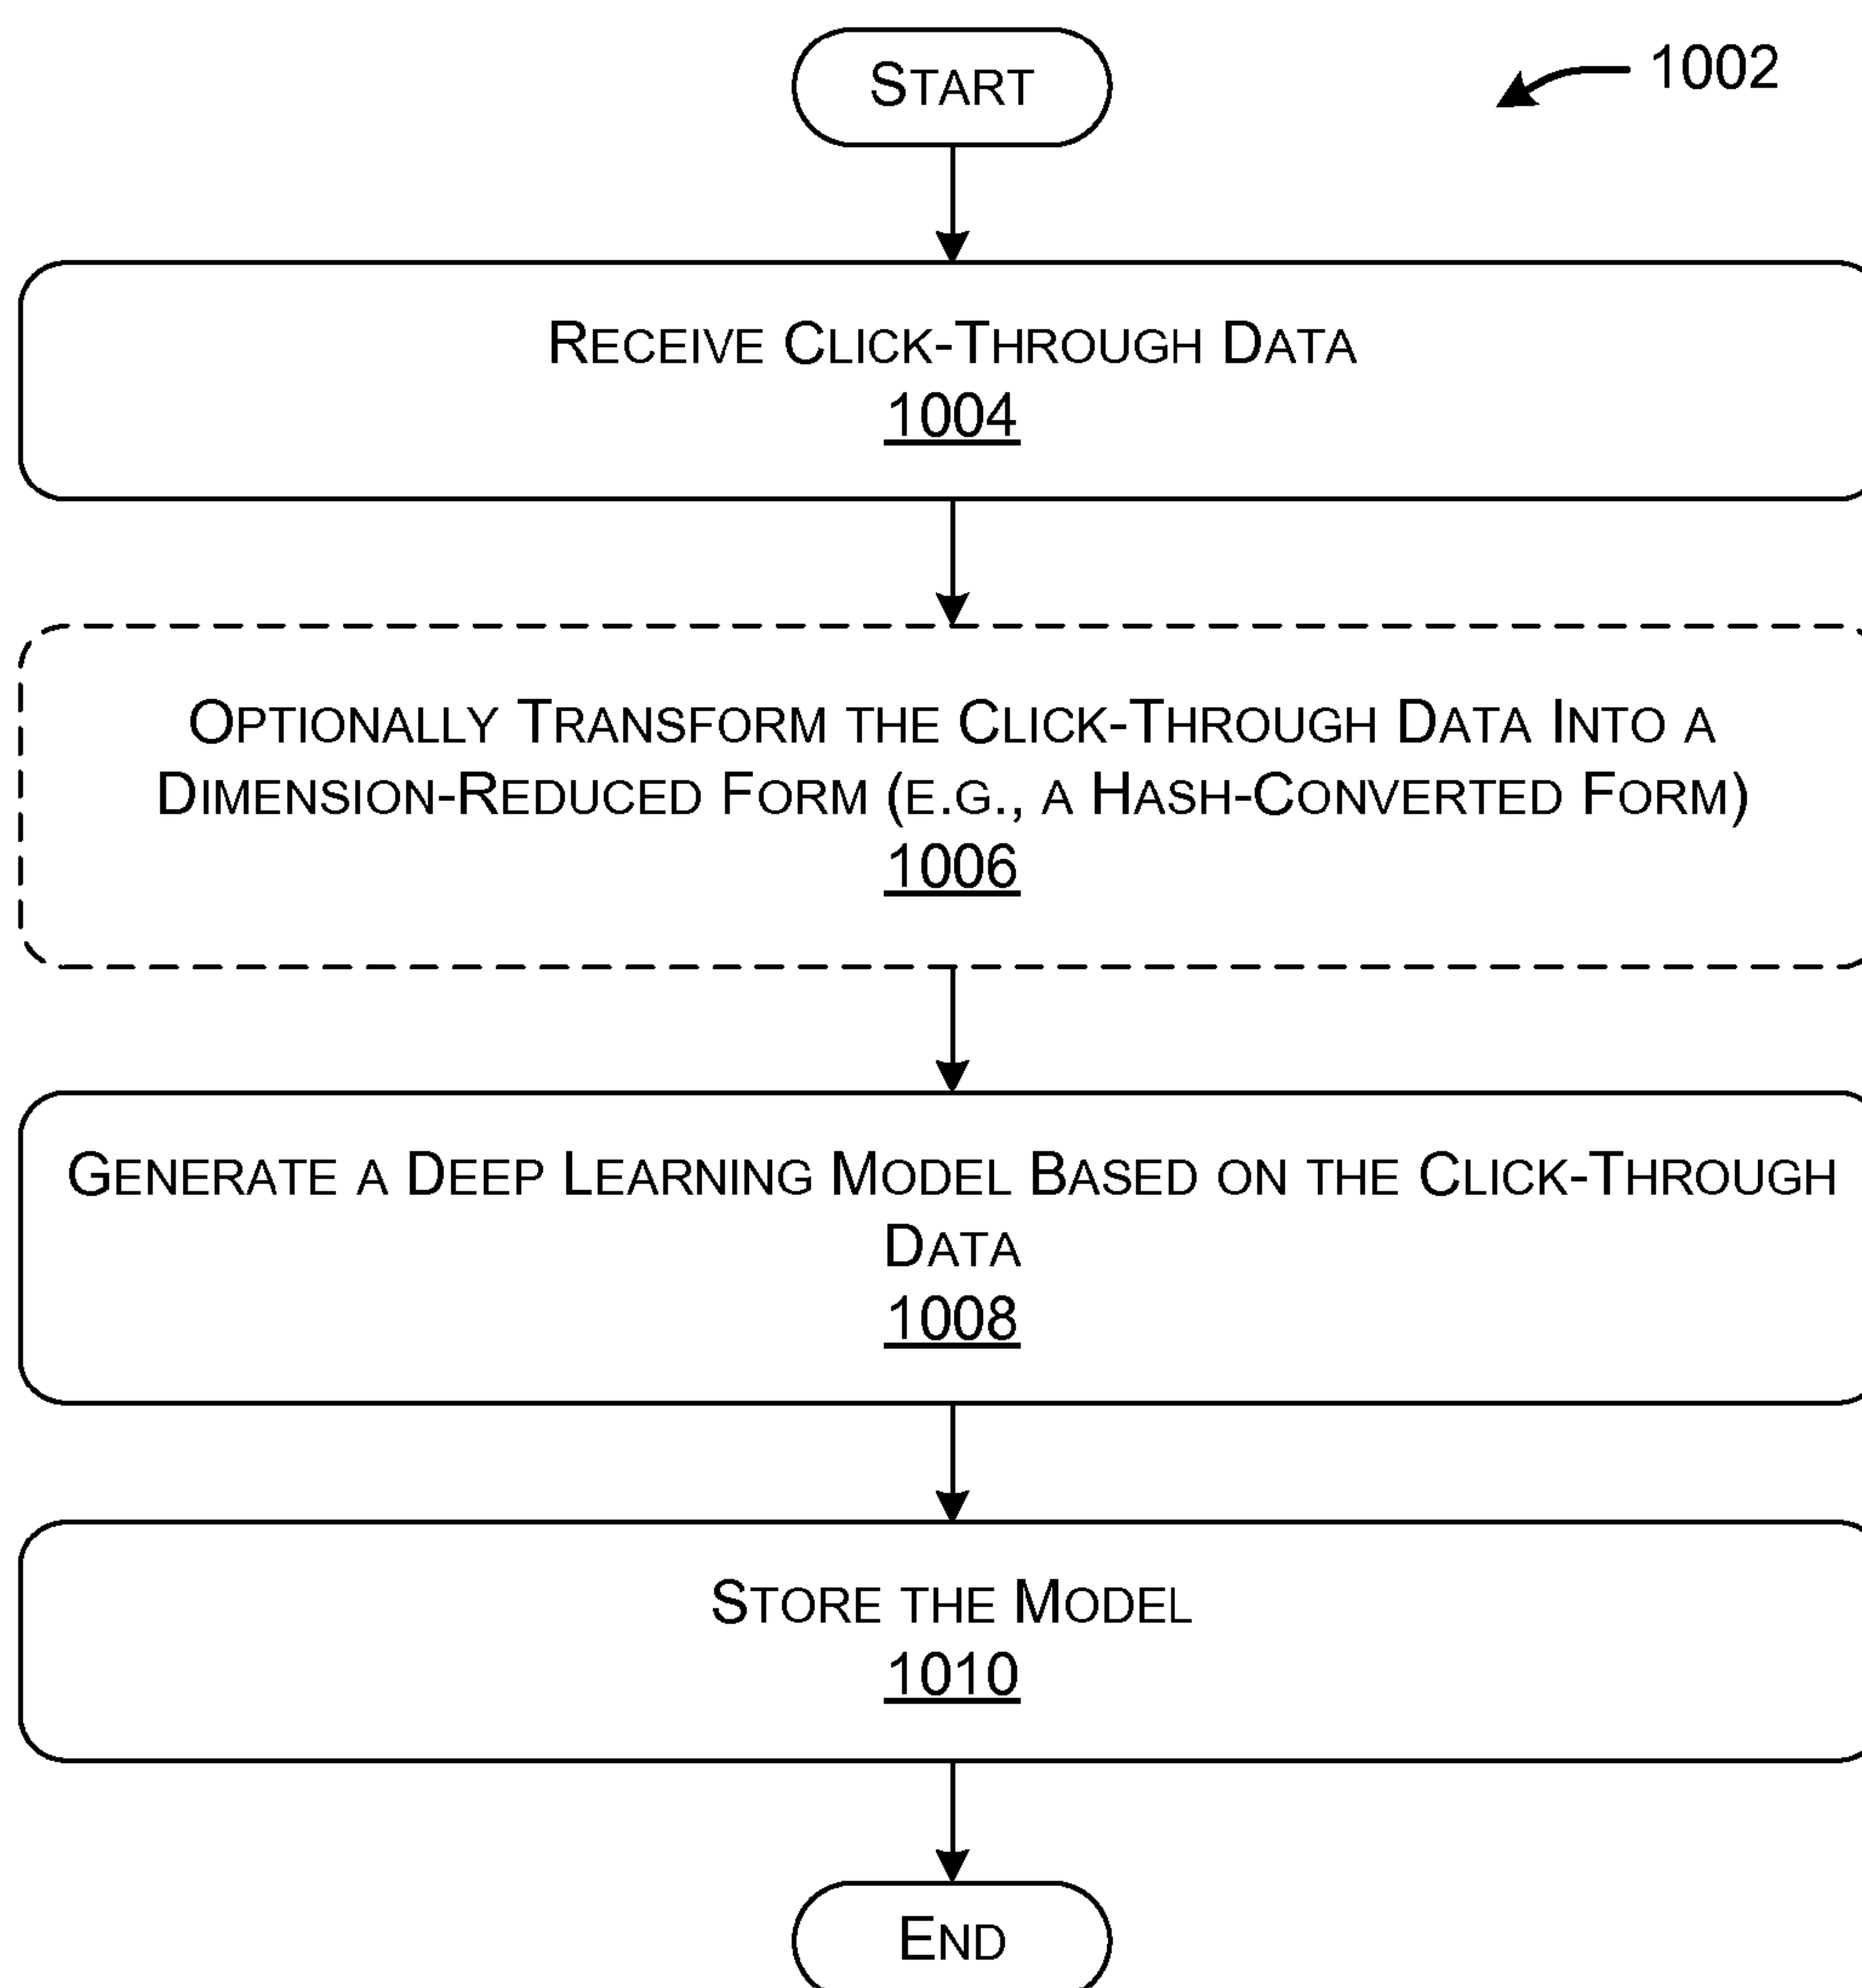 START
1002
RECEIVE CLICK-THROUGH DATA
1004
OPTIONALLY TRANSFORM THE CLICK-THROUGH DATA INTO A
DIMENSION-REDUCED FORM (E.G., A HASH-CONVERTED FORM)
1006
GENERATE A DEEP LEARNING MODEL BASED ON THE CLICK-THROUGH
DATA
1008
STORE THE MODEL
1010
END